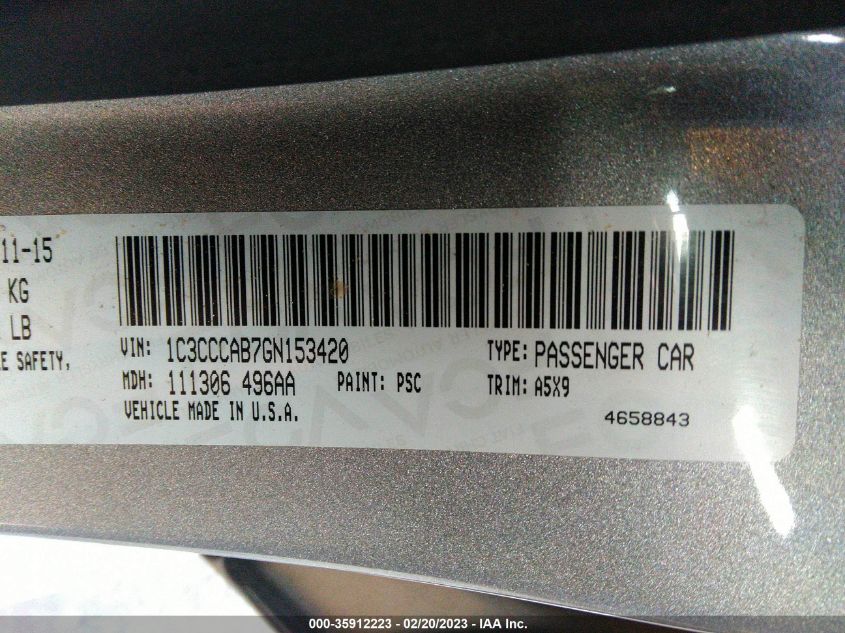 11-15
KG
LB
E SAFETY,
VIN: 1C3CCCAB7GN153420
TYPE: PASSENGER CAR
MDH: 111306 496AA PAINT: PSC
TRIM: A5X9
VEHICLE MADE IN U.S.A.
4658843
000-35912223 - 02/20/2023 - IAA Inc.